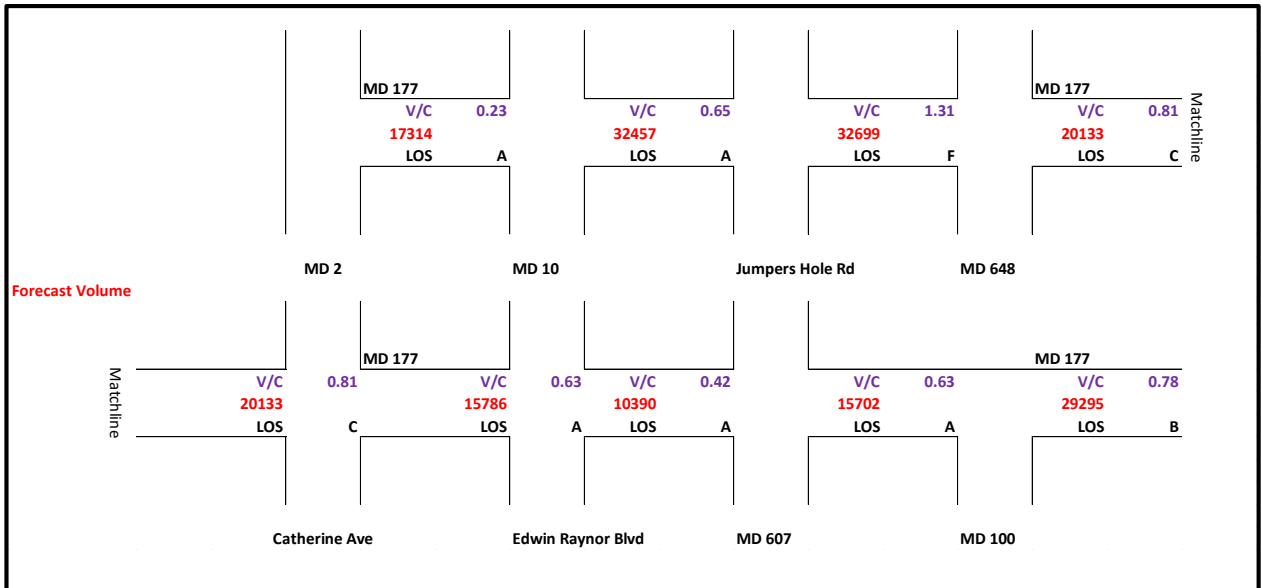 MD 177 MD 177
V/C 0.23 V/C 0.65 V/C 1.31 V/C 0.81
17314 32457 32699 20133
LOS A LOS A LOS F LOS C
Matchline
MD 2 MD 10 Jumpers Hole Rd MD 648
Forecast Volume
MD 177 MD 177
Matchline
V/C 0.81 V/C 0.63 V/C 0.42 V/C 0.63 V/C 0.78
20133 15786 10390 15702 29295
LOS C LOS A LOS A LOS A LOS B
Catherine Ave Edwin Raynor Blvd MD 607 MD 100